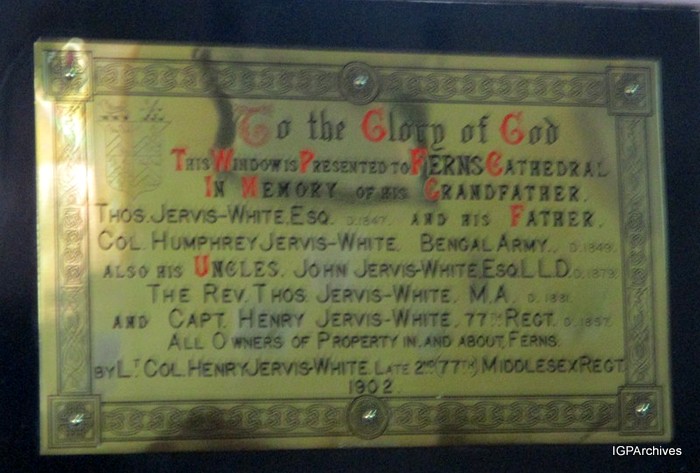 To the Glory of God
THIS WINDOW IS PRESENTED TO FERNS CATHEDRAL
IN MEMORY OF HIS GRANDFATHER,
THOS. JERVIS-WHITE, ESQ. D.1847. AND HIS FATHER,
COL. HUMPHREY JERVIS-WHITE, BENGAL ARMY., D.1849.
ALSO HIS UNCLES, JOHN JERVIS-WHITE, ESQ. L.L.D. D.1879.
THE REV. THOS. JERVIS-WHITE, M.A. D.1881.
AND CAPT. HENRY JERVIS-WHITE, 77TH REGT. D.1857.
ALL OWNERS OF PROPERTY IN AND ABOUT FERNS.
BY LT. COL. HENRY JERVIS-WHITE, LATE 2ND (77TH) MIDDLESEX REGT.
1902.
IGPArchives